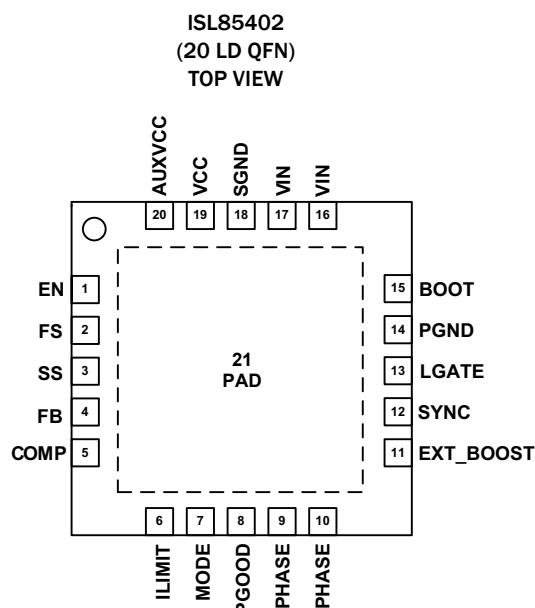 ISL85402
(20 LD QFN)
TOP VIEW
AUXVCC
VCC
SGND
VIN
VIN
20 19 18 17 16
EN 1
FS 2
SS 3
FB 4
COMP 5
21
PAD
15 BOOT
14 PGND
13 LGATE
12 SYNC
11 EXT_BOOST
6 7 8 9 10
ILIMIT
MODE
PGOOD
PHASE
PHASE